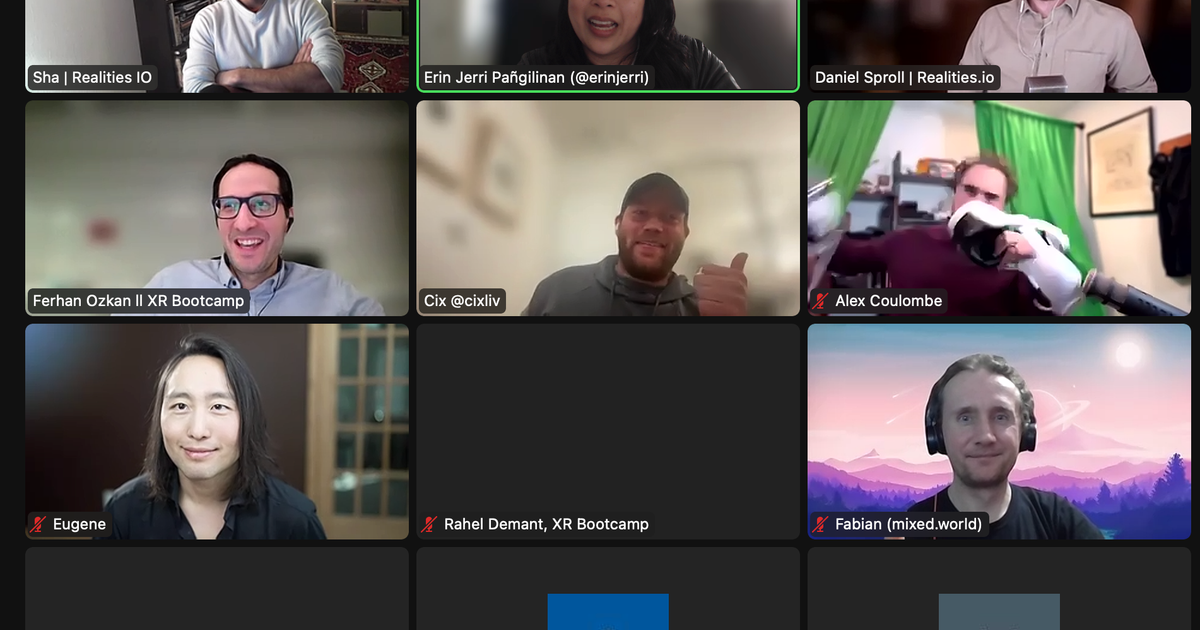 Sha | Realities IO
Erin Jerri Pañgilinan (@erinjerri)
Daniel Sproll | Realities.io
Ferhan Ozkan ll XR Bootcamp
Cix @cixliv
Alex Coulombe
Eugene
Rahel Demant, XR Bootcamp
Fabian (mixed.world)